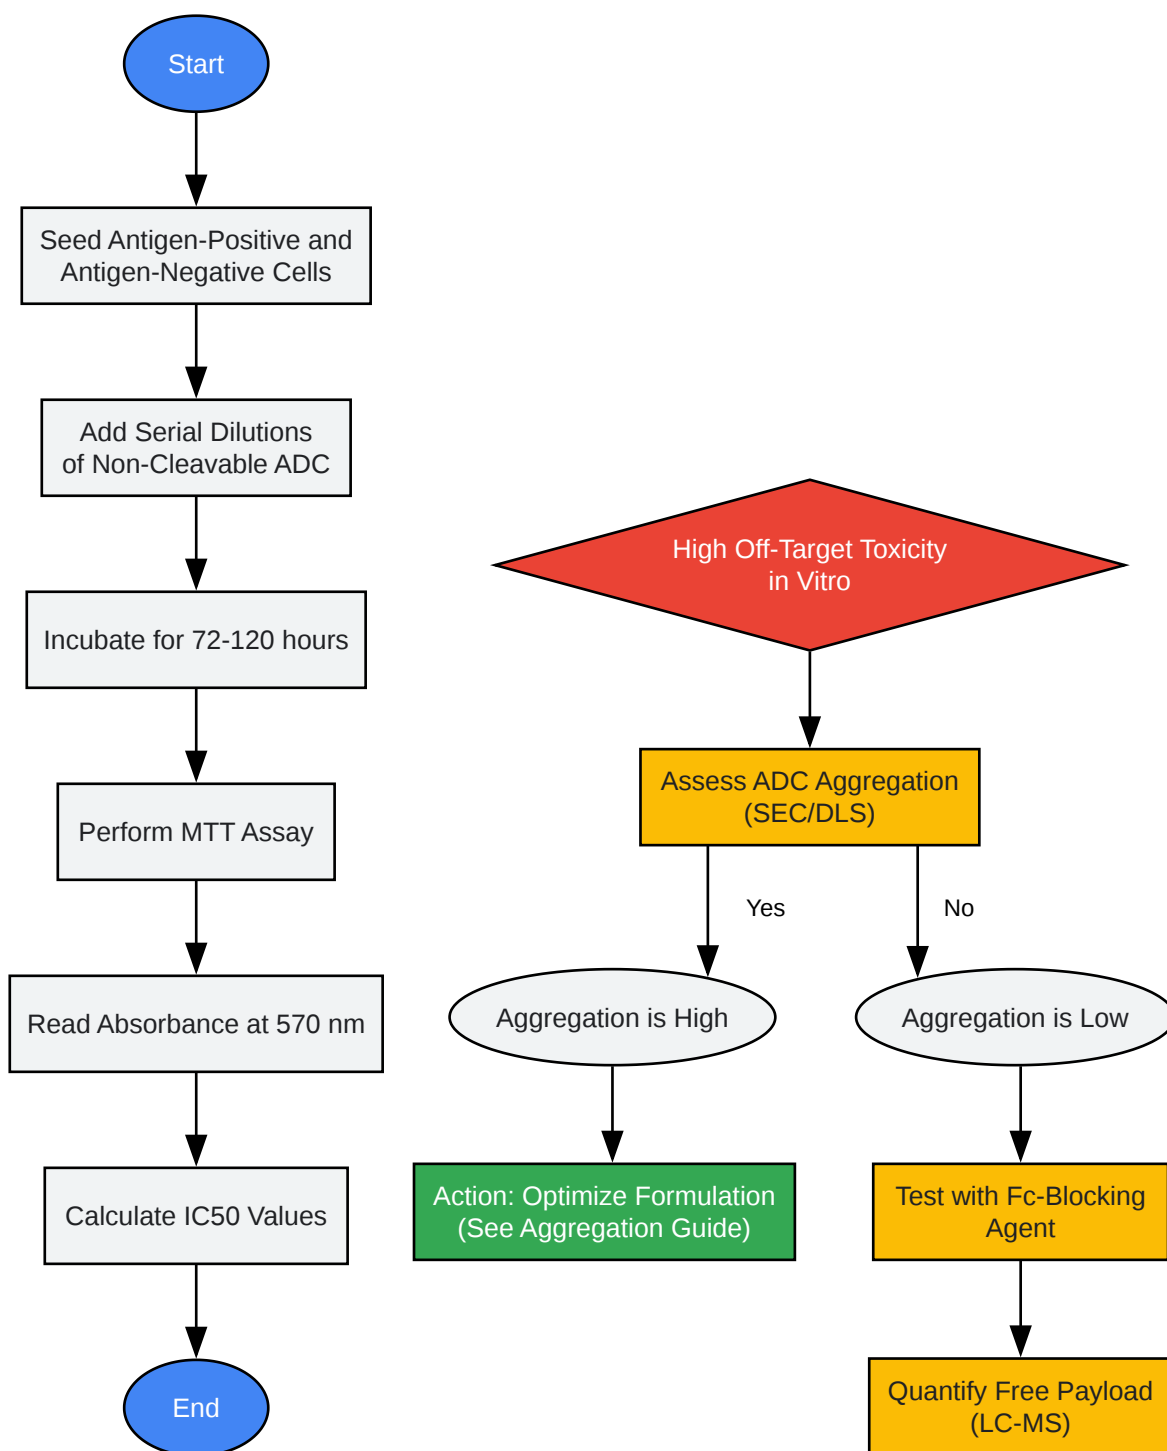 Start
Seed Antigen-Positive and
Antigen-Negative Cells
Add Serial Dilutions
of Non-Cleavable ADC
Incubate for 72-120 hours
Perform MTT Assay
Read Absorbance at 570 nm
Calculate IC50 Values
End
High Off-Target Toxicity
in Vitro
Assess ADC Aggregation
(SEC/DLS)
Yes
No
Aggregation is High
Aggregation is Low
Action: Optimize Formulation
(See Aggregation Guide)
Test with Fc-Blocking
Agent
Quantify Free Payload
(LC-MS)